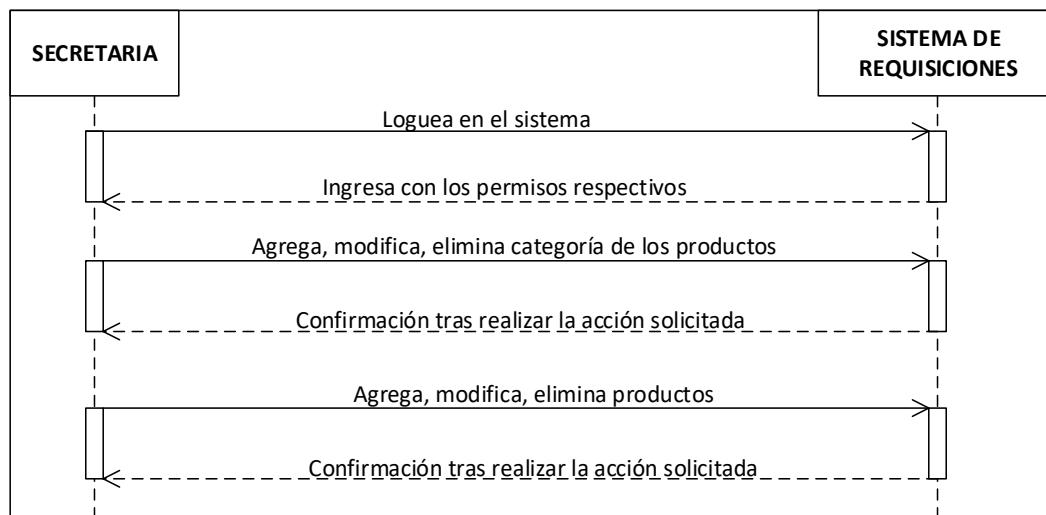 SECRETARIA
SISTEMA DE
REQUISICIONES
Loguea en el sistema
Ingresa con los permisos respectivos
Agrega, modifica, elimina categoría de los productos
Confirmación tras realizar la acción solicitada
Agrega, modifica, elimina productos
Confirmación tras realizar la acción solicitada